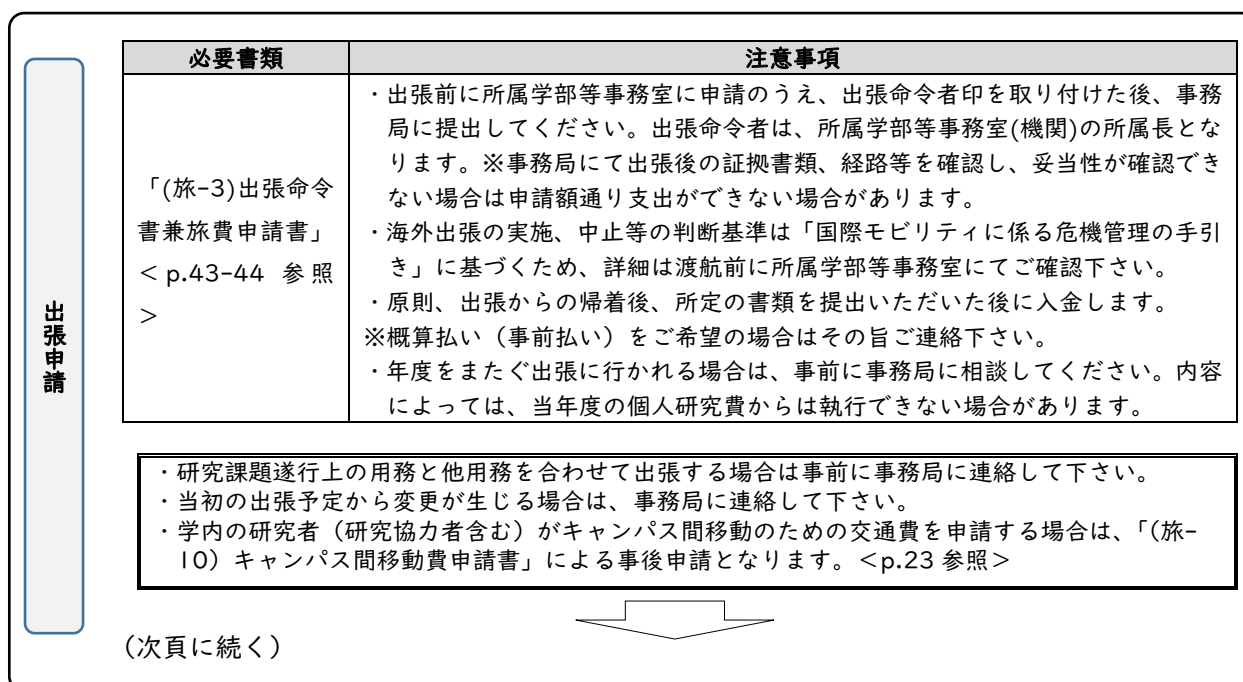 出張申請
必要書類
注意事項
「(旅-3)出張命令
書兼旅費申請書」
<p.43-44 参照
>
・出張前に所属学部等事務室に申請のうえ、出張命令者印を取り付けた後、事務
局に提出してください。出張命令者は、所属学部等事務室(機関)の所属長とな
ります。※事務局にて出張後の証拠書類、経路等を確認し、妥当性が確認でき
ない場合は申請額通り支出ができない場合があります。
・海外出張の実施、中止等の判断基準は「国際モビリティに係る危機管理の手引
き」に基づくため、詳細は渡航前に所属学部等事務室にてご確認下さい。
・原則、出張からの帰着後、所定の書類を提出いただいた後に入金します。
※概算払い（事前払い）をご希望の場合はその旨ご連絡下さい。
・年度をまたぐ出張に行かれる場合は、事前に事務局に相談してください。内容
によっては、当年度の個人研究費からは執行できない場合があります。
・研究課題遂行上の用務と他用務を合わせて出張する場合は事前に事務局に連絡して下さい。
・当初の出張予定から変更が生じる場合は、事務局に連絡して下さい。
・学内の研究者（研究協力者含む）がキャンパス間移動のための交通費を申請する場合は、「(旅-
10）キャンパス間移動費申請書」による事後申請となります。<p.23 参照>
(次頁に続く)